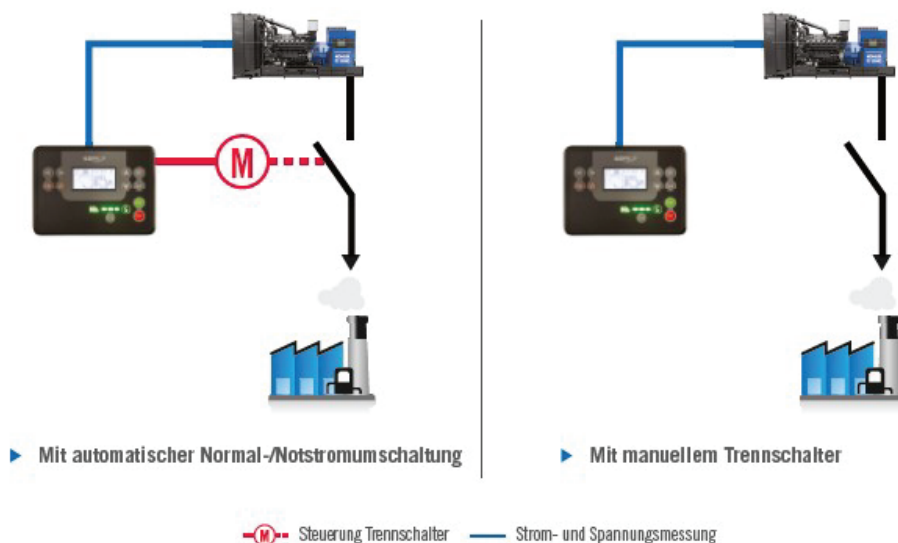 M
Mit automatischer Normal-/Notstromumschaltung
Mit manuellem Trennschalter
M Steuerung Trennschalter
Strom- und Spannungsmessung